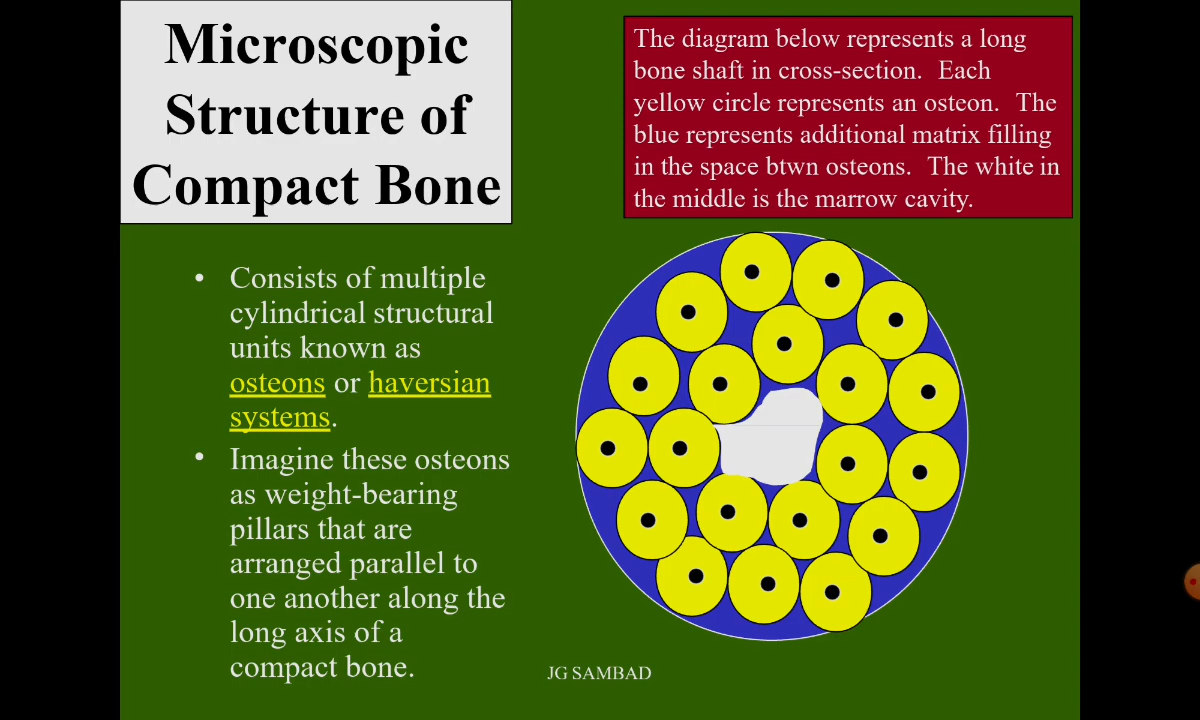 Microscopic
Structure of
Compact Bone
The diagram below represents a long
bone shaft in cross-section. Each
yellow circle represents an osteon. The
blue represents additional matrix filling
in the space btwn osteons. The white in
the middle is the marrow cavity.
• Consists of multiple
cylindrical structural
units known as
osteons or haversian
systems.
• Imagine these osteons
as weight-bearing
pillars that are
arranged parallel to
one another along the
long axis of a
compact bone.
JG SAMBAD